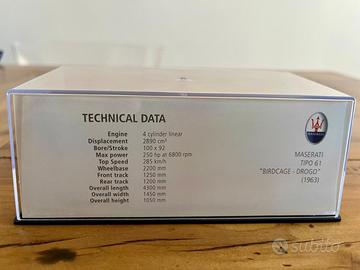 TECHNICAL DATA
Engine 4 cylinder linear
Displacement 2890 cm³
Bore/Stroke 100 x 92
Max power 250 hp at 6800 rpm
Top Speed 285 km/h
Wheelbase 2200 mm
Front track 1250 mm
Rear track 1200 mm
Overall length 4300 mm
Overall width 1450 mm
Overall height 1050 mm
MASERATI
MASERATI
TIPO 61
"BIRDCAGE - DROGO"
(1963)
subito